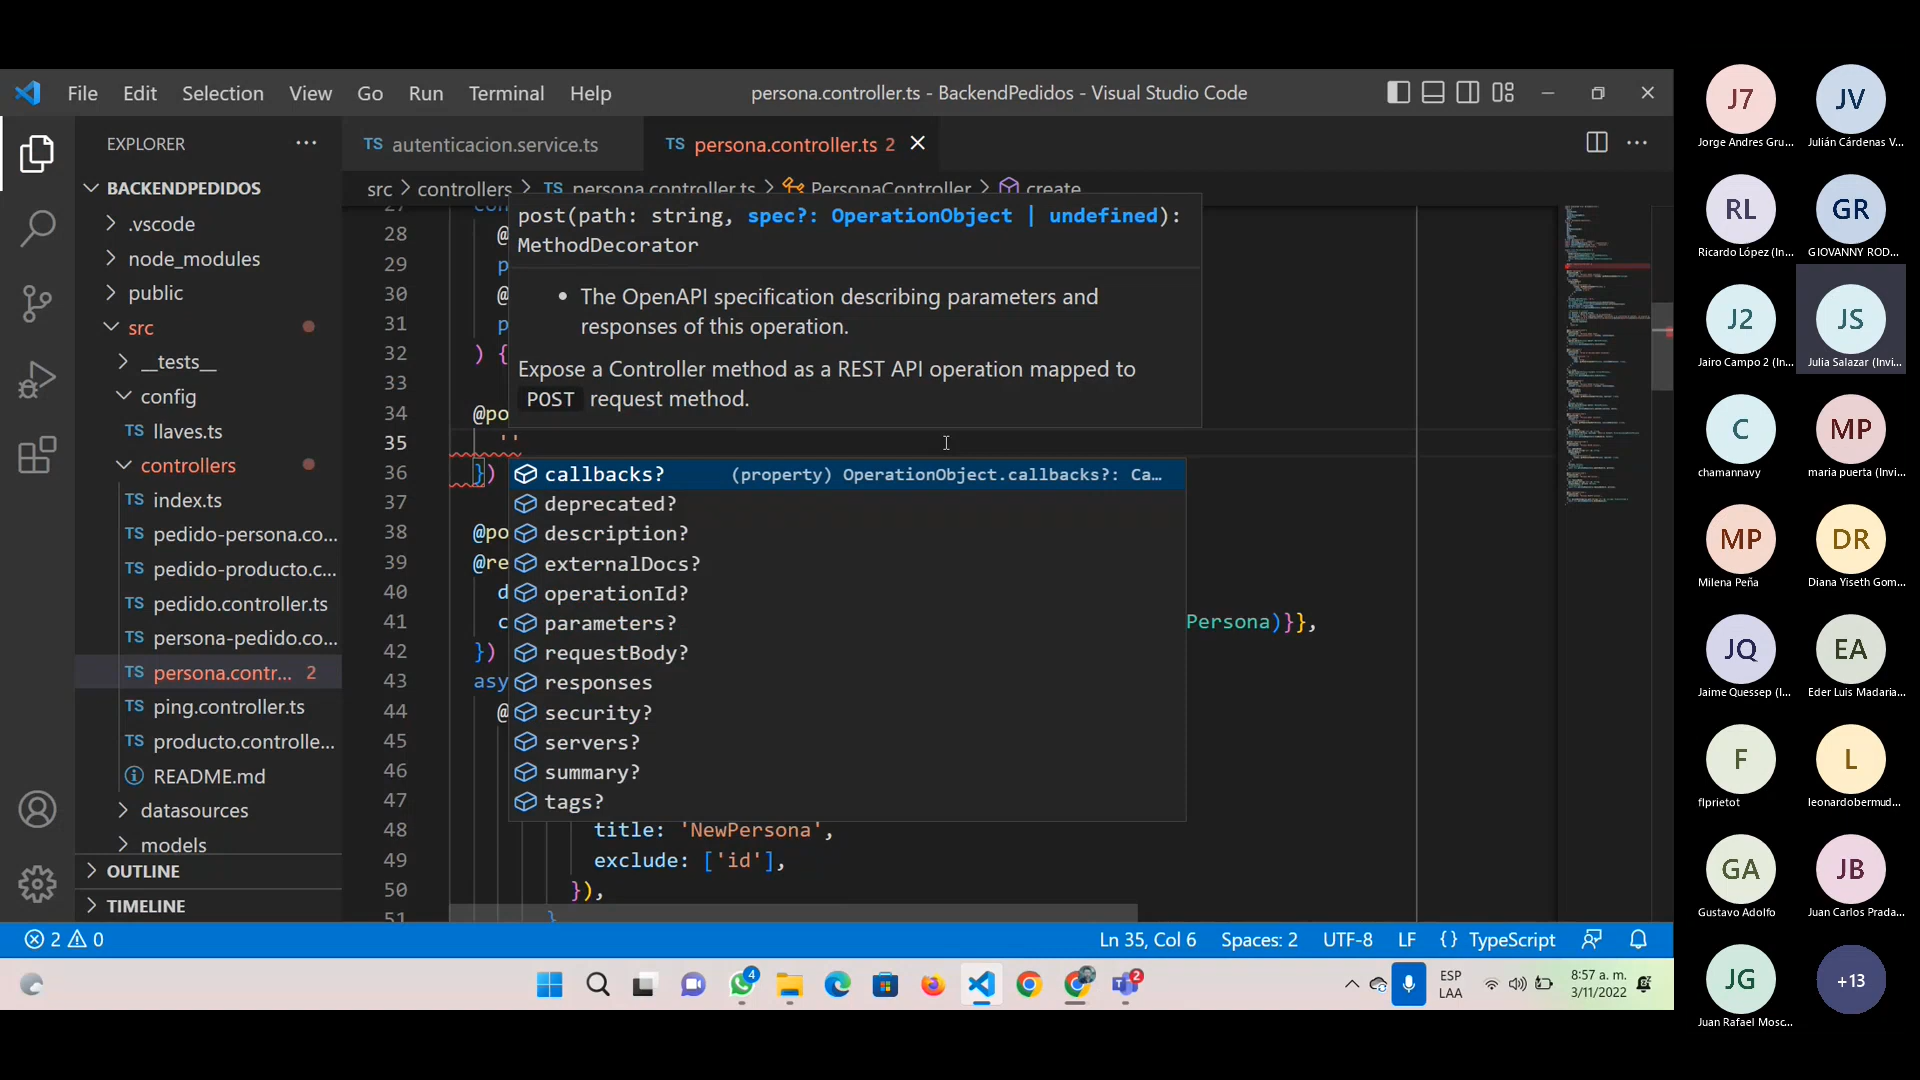 File Edit Selection View Go Run Terminal Help
persona.controller.ts - BackendPedidos - Visual Studio Code
EXPLORER
BACKENDPEDIDOS
.vscode
node_modules
public
src
__tests__
config
TS llaves.ts
controllers
TS index.ts
TS pedido-persona.co...
TS pedido-producto.c...
TS pedido.controller.ts
TS persona-pedido.co...
TS persona.contr... 2
TS ping.controller.ts
TS producto.controlle...
README.md
datasources
models
OUTLINE
TIMELINE
TS autenticacion.service.ts
TS persona.controller.ts 2
src > controllers > TS persona.controller.ts > PersonaController > create
post(path: string, spec?: OperationObject | undefined):
MethodDecorator
• The OpenAPI specification describing parameters and
responses of this operation.
Expose a Controller method as a REST API operation mapped to
POST request method.
27 con
28 @
29 p
30 @
31 p
32 ) {
33
34 @po
35 ''
36 })
37
38 @po
39 @re
40 d
41 c Persona)}},
42 })
43 asy
44 @
45
46
47
48 title: 'NewPersona',
49 exclude: ['id'],
50 }),
51 }
callbacks? (property) OperationObject.callbacks?: Ca...
deprecated?
description?
externalDocs?
operationId?
parameters?
requestBody?
responses
security?
servers?
summary?
tags?
2 0
Ln 35, Col 6 Spaces: 2 UTF-8 LF {} TypeScript
4
2
ESP
LAA
8:57 a. m.
3/11/2022
J7
Jorge Andres Gru...
JV
Julián Cárdenas V...
RL
Ricardo López (In...
GR
GIOVANNY ROD...
J2
Jairo Campo 2 (In...
JS
Julia Salazar (Invi...
C
chamannavy
MP
maria puerta (Invi...
MP
Milena Peña
DR
Diana Yiseth Gom...
JQ
Jaime Quessep (I...
EA
Eder Luis Madaria...
F
flprietot
L
leonardobermud...
GA
Gustavo Adolfo
JB
Juan Carlos Prada...
JG
Juan Rafael Mosc...
+13